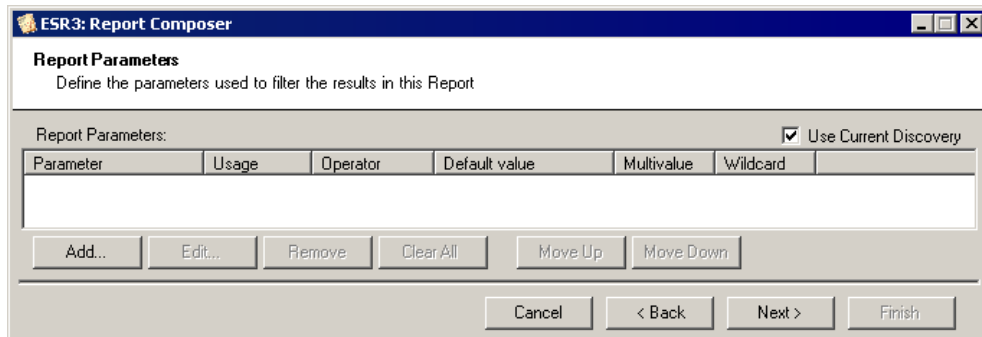 ESR3: Report Composer
Report Parameters
Define the parameters used to filter the results in this Report
Report Parameters: Use Current Discovery
Parameter Usage Operator Default value Multivalue Wildcard
Add... Edit... Remove Clear All Move Up Move Down
Cancel < Back Next > Finish